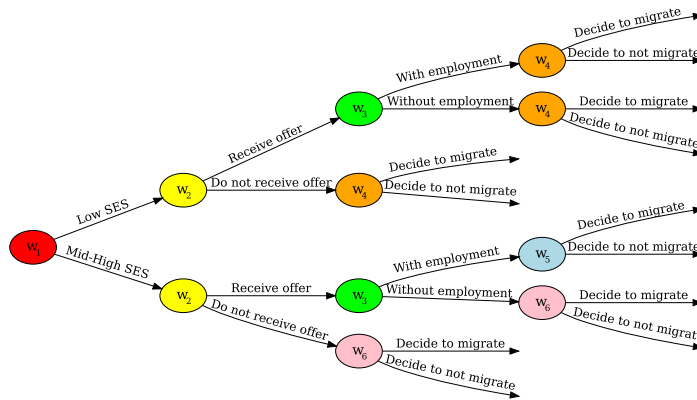 Decide to migrate
Decide to not migrate
With employment
w4
Without employment
w4
Decide to migrate
Decide to not migrate
Receive offer
w3
Low SES
w2
Do not receive offer
w4
Decide to migrate
Decide to not migrate
w1
Mid-High SES
w2
Receive offer
w3
With employment
w5
Decide to migrate
Decide to not migrate
Without employment
w6
Decide to migrate
Decide to not migrat
Do not receive offer
w6
Decide to migrate
Decide to not migrate